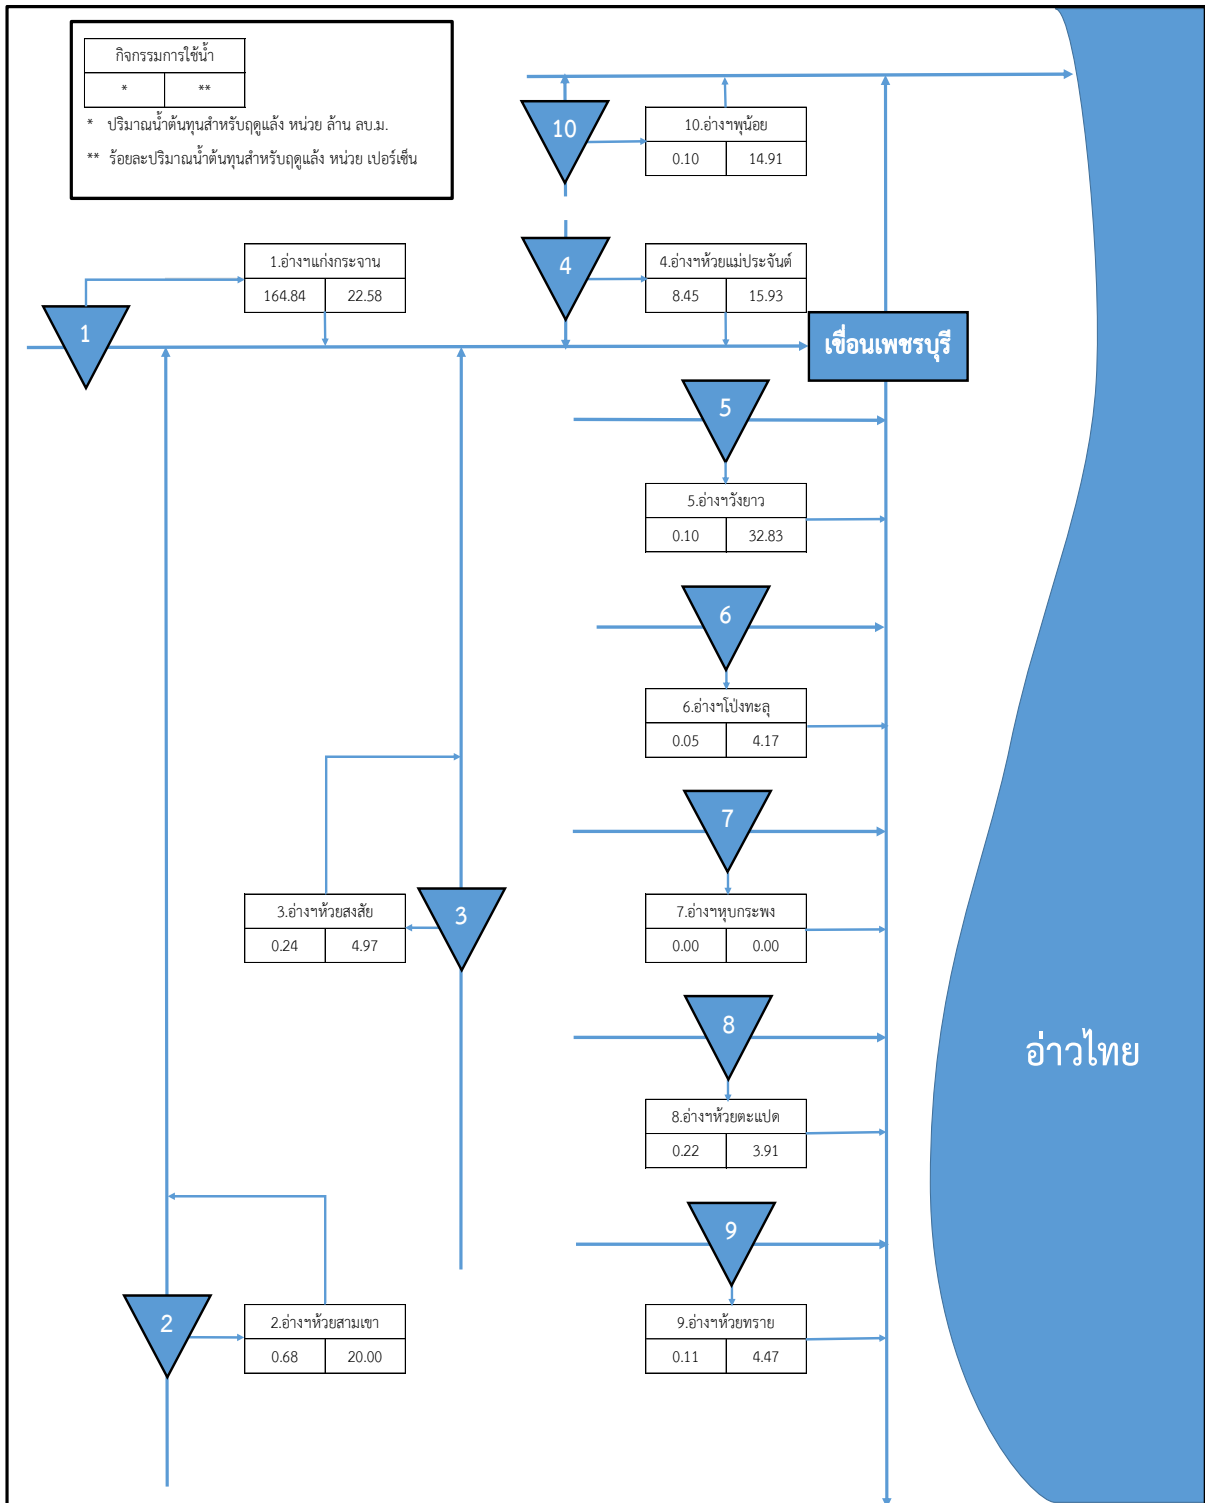 กิจกรรมการใช้น้ำ
* **
* ปริมาณน้ำต้นทุนสำหรับฤดูแล้ง หน่วย ล้าน ลบ.ม.
** ร้อยละปริมาณน้ำต้นทุนสำหรับฤดูแล้ง หน่วย เปอร์เซ็น
10
10.อ่างฯพุน้อย
0.10 14.91
1
1.อ่างฯแก่งกระจาน
164.84 22.58
4
4.อ่างฯห้วยแม่ประจันต์
8.45 15.93
เขื่อนเพชรบุรี
5
5.อ่างฯวังยาว
0.10 32.83
6
6.อ่างฯโป่งทะลุ
0.05 4.17
7
7.อ่างฯหุบกระพง
0.00 0.00
3
3.อ่างฯห้วยสงสัย
0.24 4.97
8
8.อ่างฯห้วยตะแปด
0.22 3.91
อ่าวไทย
9
9.อ่างฯห้วยทราย
0.11 4.47
2
2.อ่างฯห้วยสามเขา
0.68 20.00